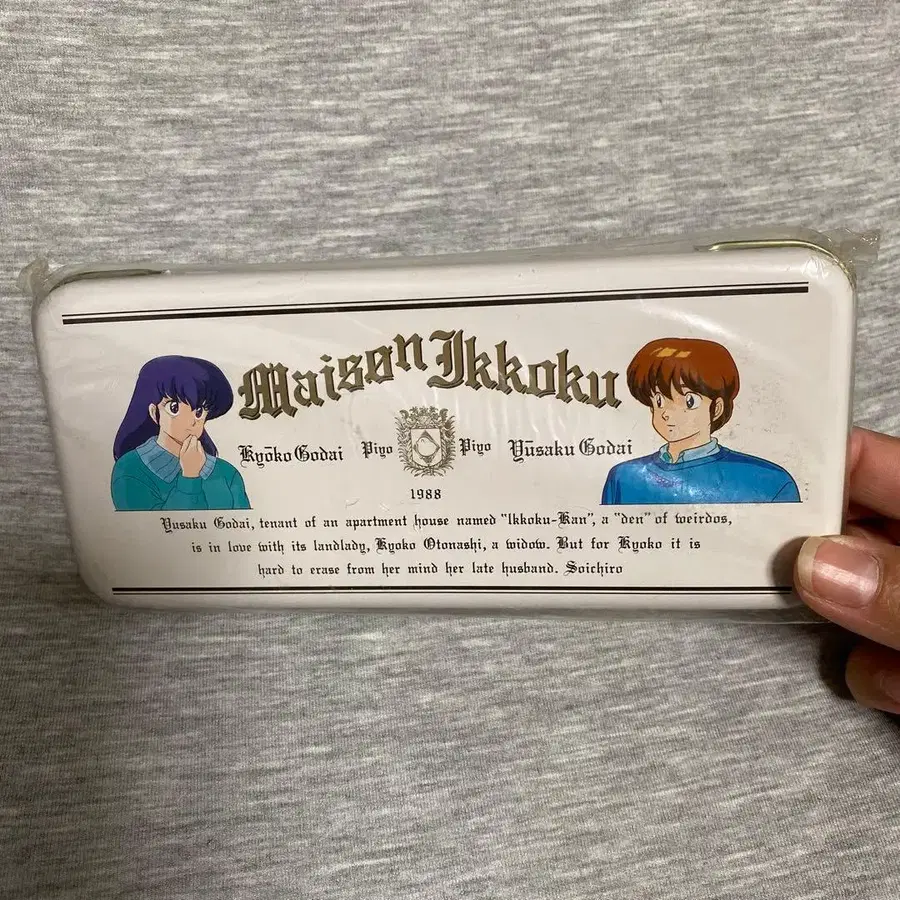 Maison Ikkoku
Kyōko Godai Piyo Piyo Yūsaku Godai
1988
Yusaku Godai, tenant of an apartment house named "Ikkoku-Kan", a "den" of weirdos,
is in love with its landlady, Kyoko Otonashi, a widow. But for Kyoko it is
hard to erase from her mind her late husband. Soichiro